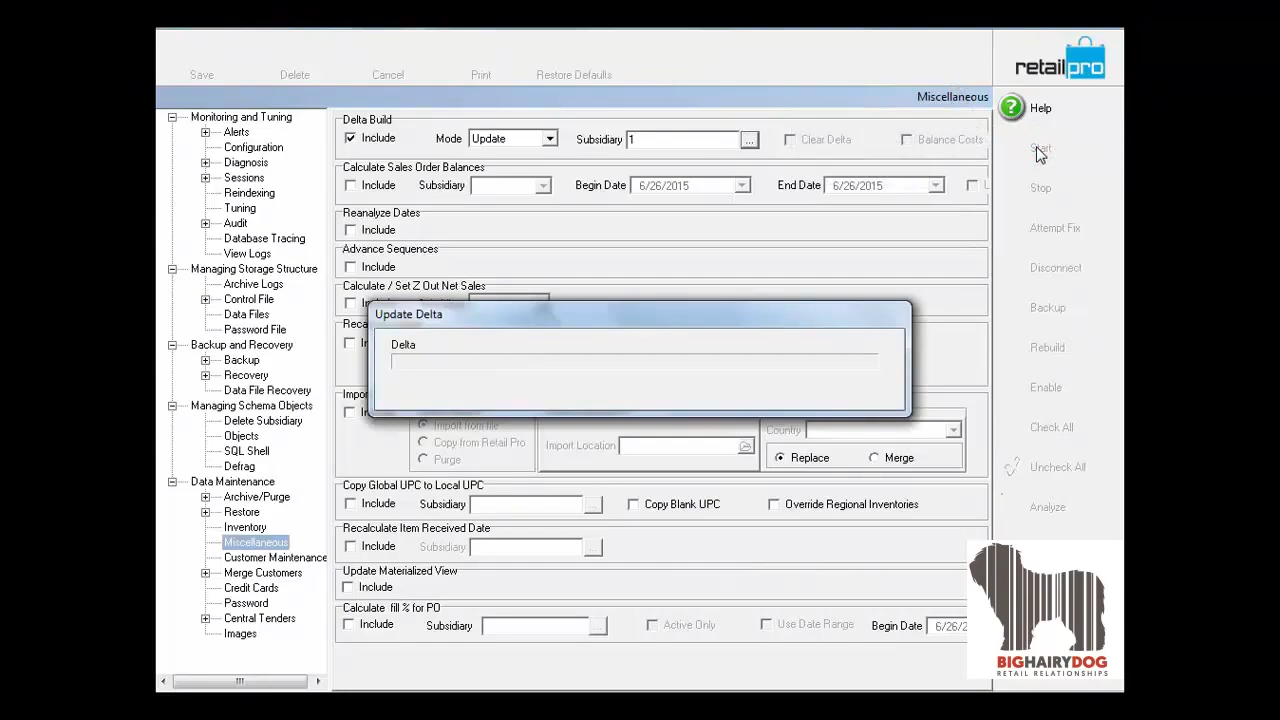 Save Delete Cancel Print Restore Defaults
retailpro
Miscellaneous
Monitoring and Tuning
Alerts
Configuration
Diagnosis
Sessions
Reindexing
Tuning
Audit
Database Tracing
View Logs
Managing Storage Structure
Archive Logs
Control File
Data Files
Password File
Backup and Recovery
Backup
Recovery
Data File Recovery
Managing Schema Objects
Delete Subsidiary
Objects
SQL Shell
Defrag
Data Maintenance
Archive/Purge
Restore
Inventory
Miscellaneous
Customer Maintenance
Merge Customers
Credit Cards
Password
Central Tenders
Images
Delta Build
Include Mode Update Subsidiary 1 ... Clear Delta Balance Costs
Calculate Sales Order Balances
Include Subsidiary Begin Date 6/26/2015 End Date 6/26/2015
Reanalyze Dates
Include
Advance Sequences
Include
Calculate / Set Z Out Net Sales
Update Delta
Delta
Import from file
Copy from Retail Pro
Purge
Import Location
Country
Replace Merge
Copy Global UPC to Local UPC
Include Subsidiary ... Copy Blank UPC Override Regional Inventories
Recalculate Item Received Date
Include Subsidiary ...
Update Materialized View
Include
Calculate fill % for PO
Include Subsidiary ... Active Only Use Date Range Begin Date 6/26/2
? Help
Start
Stop
Attempt Fix
Disconnect
Backup
Rebuild
Enable
Check All
Uncheck All
Analyze
BIGHAIRYDOG
RETAIL RELATIONSHIPS